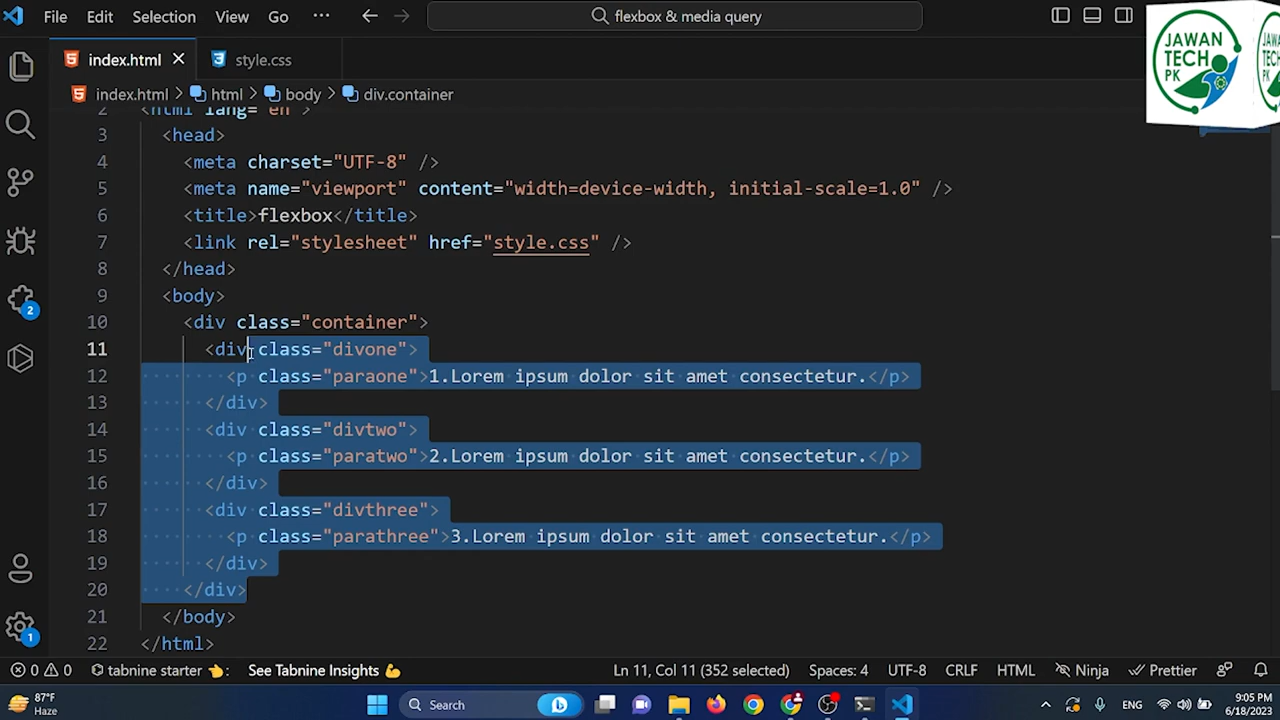 File Edit Selection View Go ··· flexbox & media query
JAWAN
TECH
PK
index.html style.css
index.html > html > body > div.container
2 <html lang="en">
3 <head>
4 <meta charset="UTF-8" />
5 <meta name="viewport" content="width=device-width, initial-scale=1.0" />
6 <title>flexbox</title>
7 <link rel="stylesheet" href="style.css" />
8 </head>
9 <body>
10 <div class="container">
11 <div class="divone">
12 <p class="paraone">1.Lorem ipsum dolor sit amet consectetur.</p>
13 </div>
14 <div class="divtwo">
15 <p class="paratwo">2.Lorem ipsum dolor sit amet consectetur.</p>
16 </div>
17 <div class="divthree">
18 <p class="parathree">3.Lorem ipsum dolor sit amet consectetur.</p>
19 </div>
20 </div>
21 </body>
22 </html>
2
1
0 0 tabnine starter 👈: See Tabnine Insights 💪 Ln 11, Col 11 (352 selected) Spaces: 4 UTF-8 CRLF HTML Ninja Prettier
87°F
Haze
Search
ENG
9:05 PM
6/18/2023